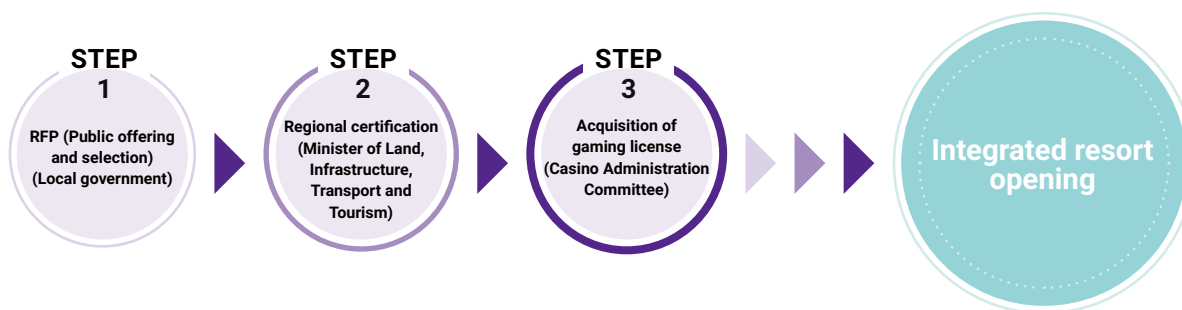 STEP
1
RFP (Public offering
and selection)
(Local government)
STEP
2
Regional certification
(Minister of Land,
Infrastructure,
Transport and
Tourism)
STEP
3
Acquisition of
gaming license
(Casino Administration
Committee)
Integrated resort
opening